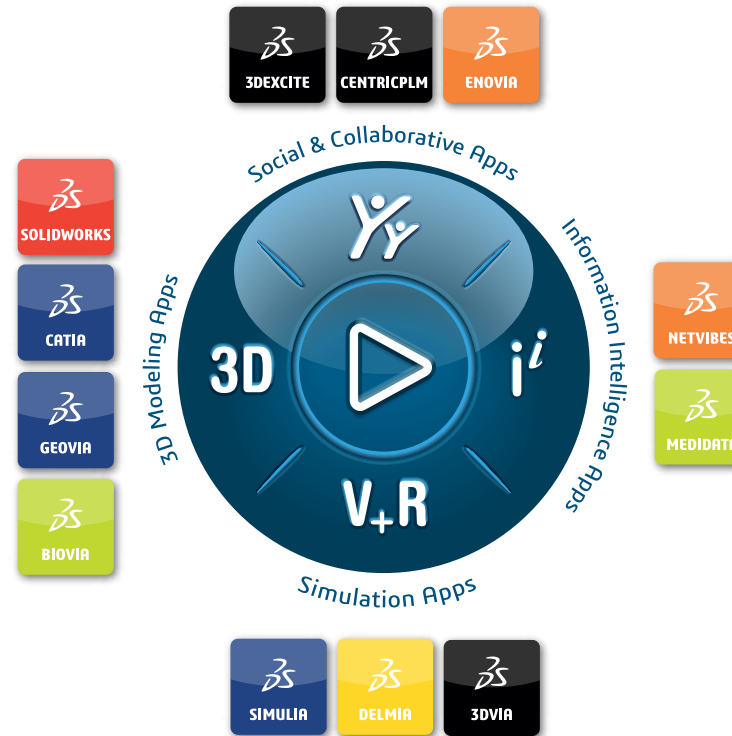 3DEXCITE
CENTRICPLM
ENOVIA
Social & Collaborative Apps
SOLIDWORKS
CATIA
GEOVIA
BIOVIA
3D Modeling Apps
3D
i i
V+R
Information Intelligence Apps
NETVIBES
MEDIDATA
Simulation Apps
SIMULIA
DELMIA
3DVIA